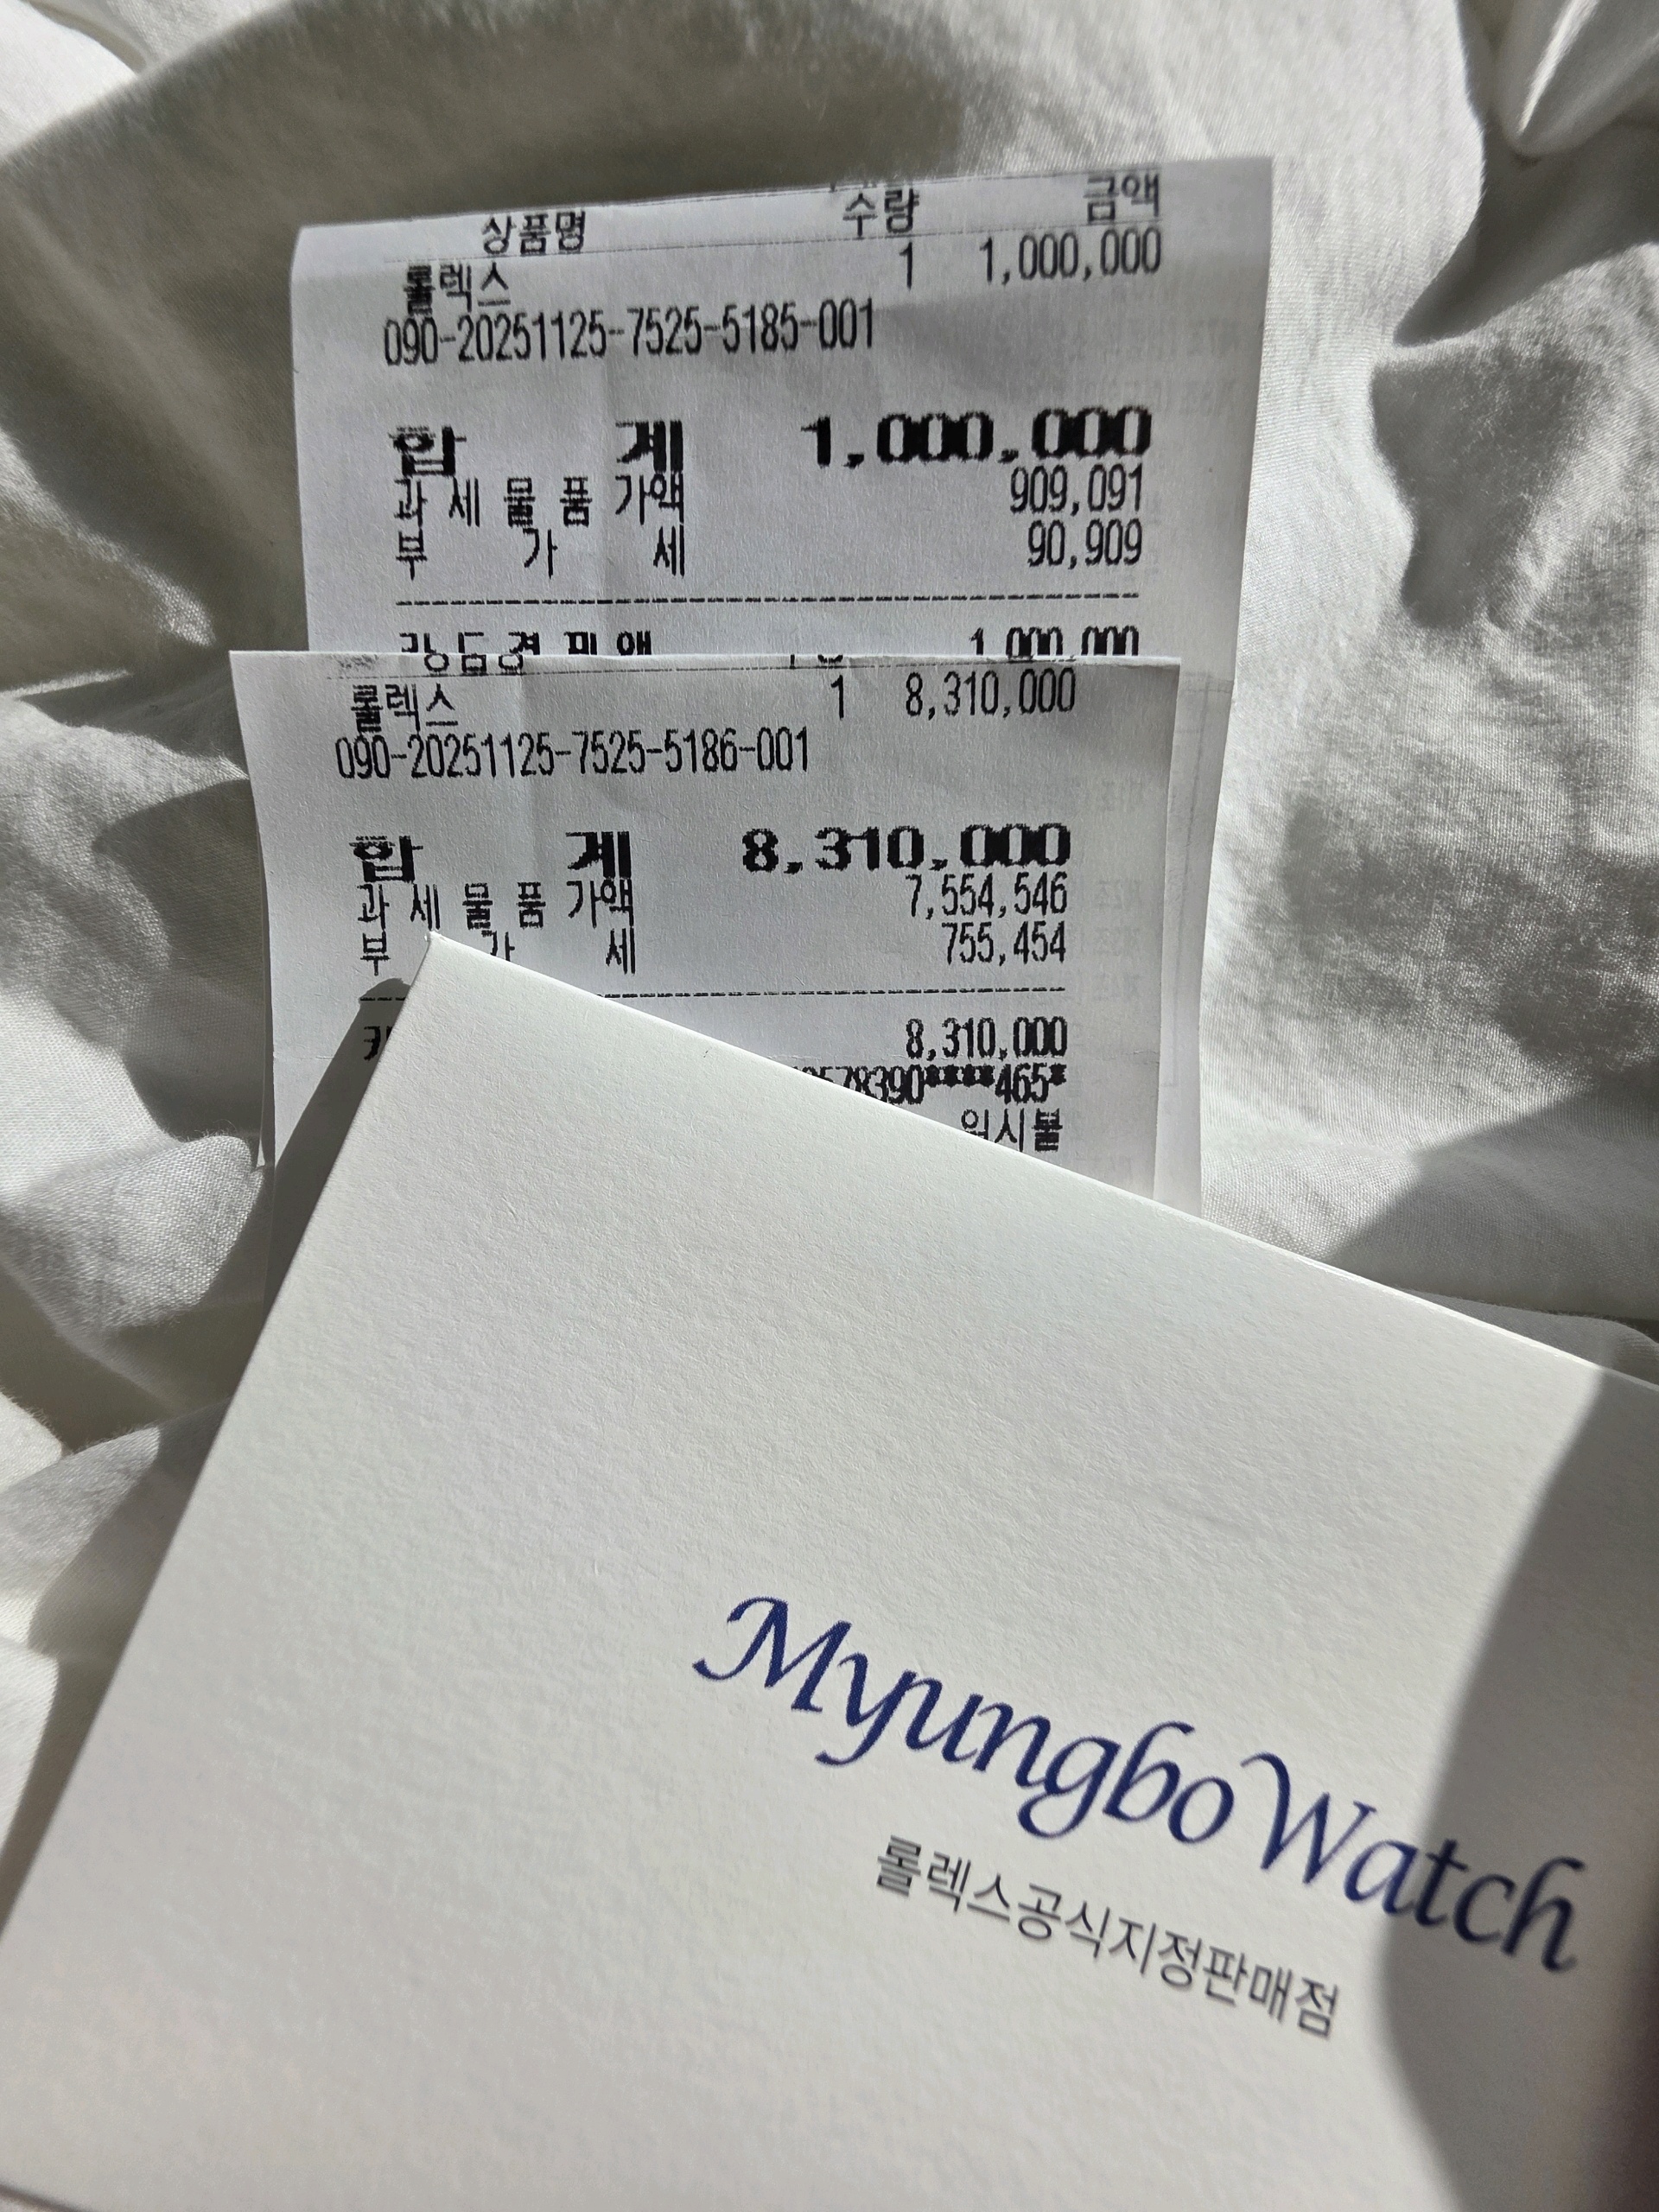 상품명 수량 금액
롤렉스 1 1,000,000
090-20251125-7525-5185-001
합 계 1,000,000
과 세 물 품 가액 909,091
부 가 세 90,909
1,000,000
롤렉스 1 8,310,000
090-20251125-7525-5186-001
합 계 8,310,000
과 세 물 품 가액 7,554,546
부 가 세 755,454
8,310,000
578390****465*
일시불
Myungbo Watch
롤렉스공식지정판매점